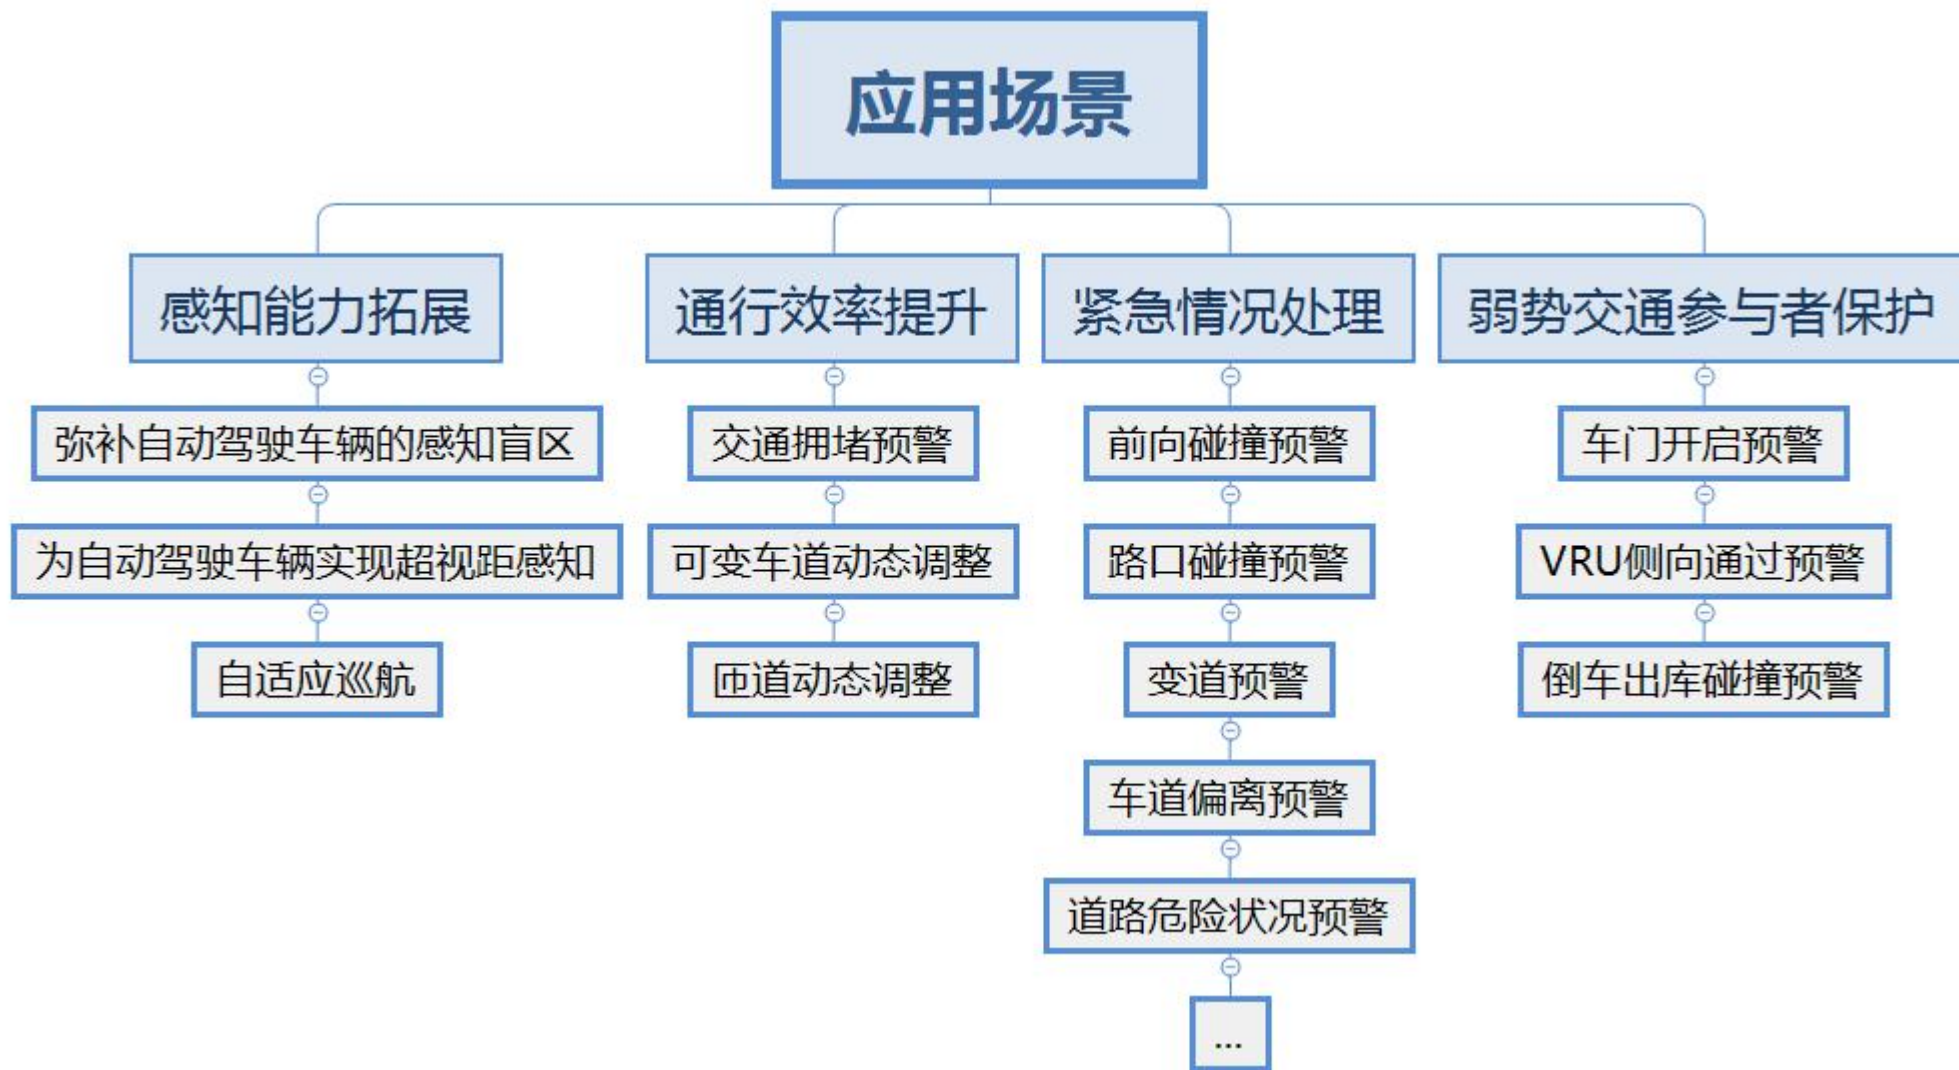 应用场景
感知能力拓展
弥补自动驾驶车辆的感知盲区
为自动驾驶车辆实现超视距感知
自适应巡航
通行效率提升
交通拥堵预警
可变车道动态调整
匝道动态调整
紧急情况处理
前向碰撞预警
路口碰撞预警
变道预警
车道偏离预警
道路危险状况预警
...
弱势交通参与者保护
车门开启预警
VRU侧向通过预警
倒车出库碰撞预警